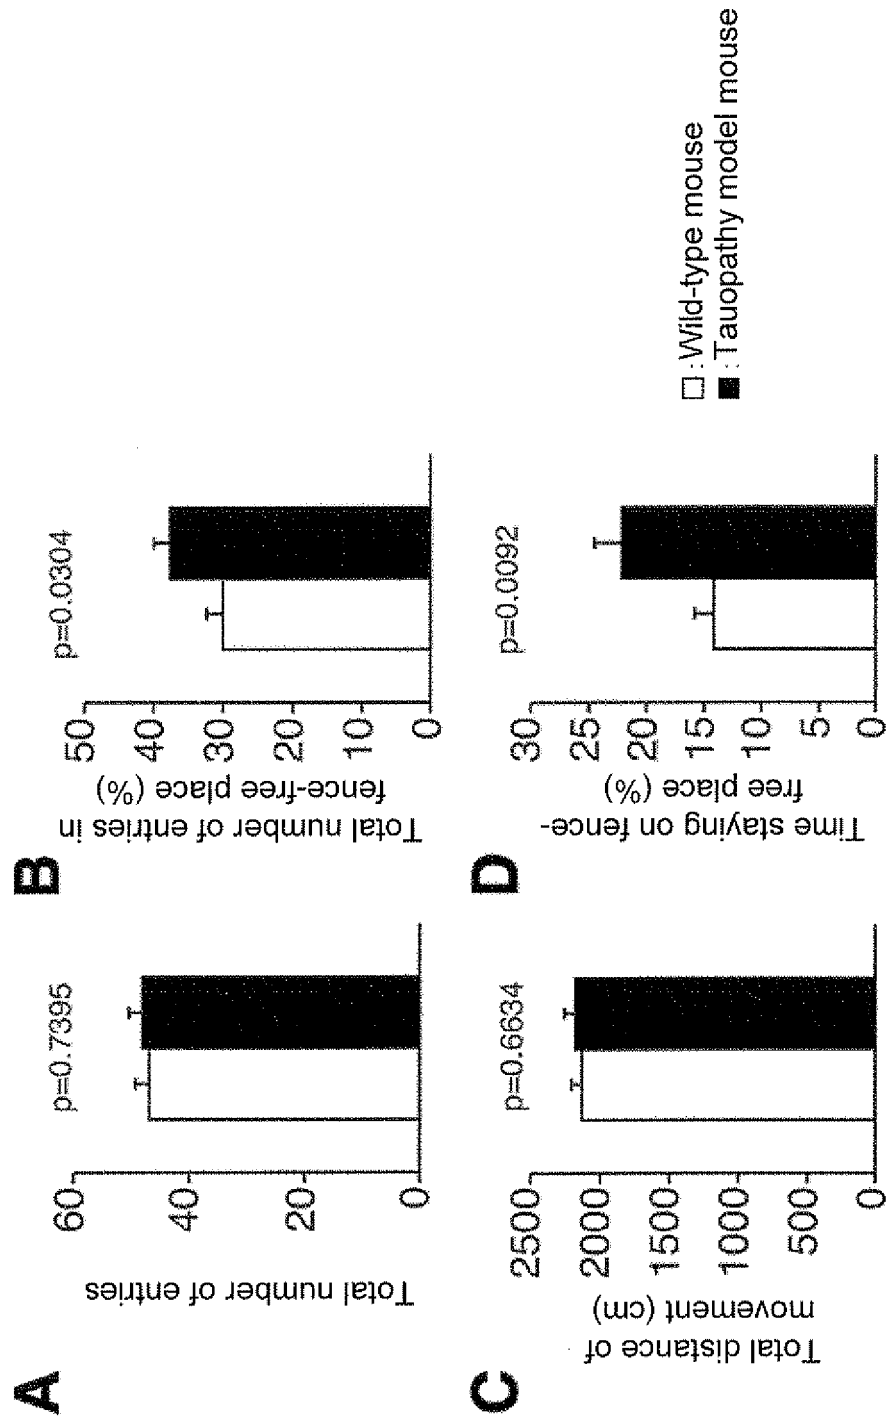 A
p=0.7395
Total number of entries
60
40
20
0
B
p=0.0304
Total number of entries in
fence-free place (%)
50
40
30
20
10
0
C
p=0.6634
Total distance of
movement (cm)
2500
2000
1500
1000
500
0
D
p=0.0092
Time staying on fence-
free place (%)
30
25
20
15
10
5
0
: Wild-type mouse
: Tauopathy model mouse